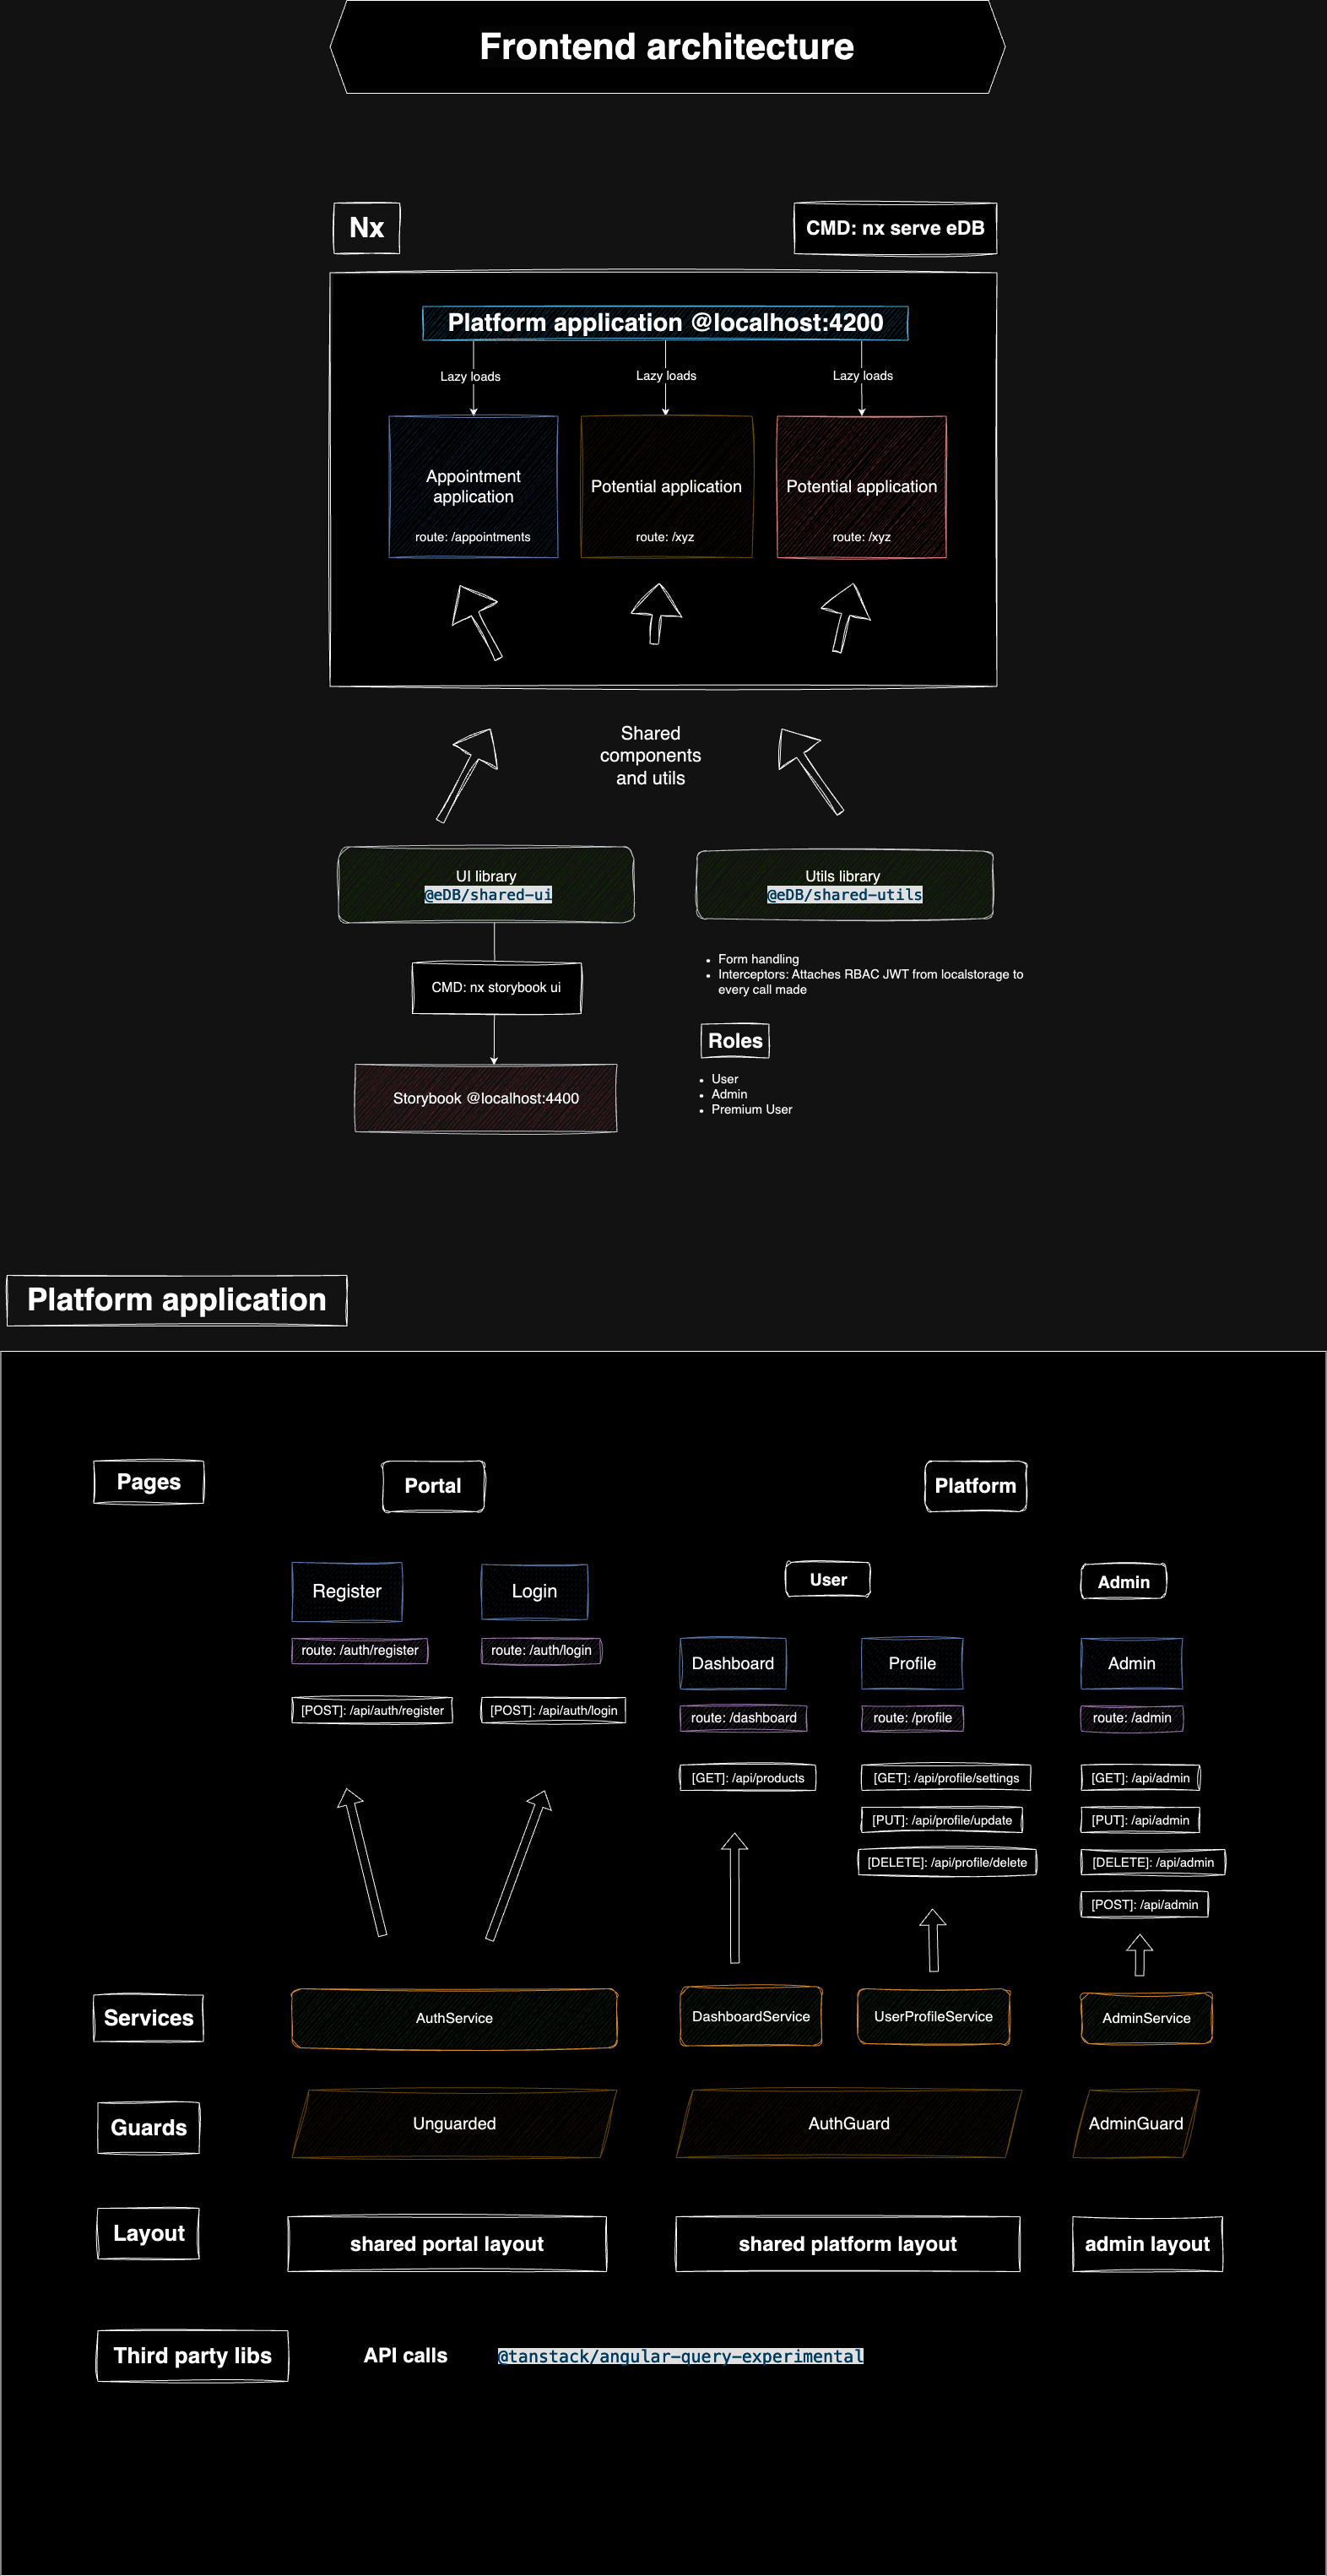 Frontend architecture
Nx
CMD: nx serve eDB
Platform application @localhost:4200
Lazy loads
Lazy loads
Lazy loads
Appointment
application
route: /appointments
Potential application
route: /xyz
Potential application
route: /xyz
Shared
components
and utils
UI library
@eDB/shared-ui
Utils library
@eDB/shared-utils
CMD: nx storybook ui
Storybook @localhost:4400
• Form handling
• Interceptors: Attaches RBAC JWT from localstorage to
every call made
Roles
• User
• Admin
• Premium User
Platform application
Pages
Portal
Platform
Register
Login
User
Admin
route: /auth/register
route: /auth/login
Dashboard
Profile
Admin
[POST]: /api/auth/register
[POST]: /api/auth/login
route: /dashboard
route: /profile
route: /admin
[GET]: /api/products
[GET]: /api/profile/settings
[GET]: /api/admin
[PUT]: /api/profile/update
[PUT]: /api/admin
[DELETE]: /api/profile/delete
[DELETE]: /api/admin
[POST]: /api/admin
Services
AuthService
DashboardService
UserProfileService
AdminService
Guards
Unguarded
AuthGuard
AdminGuard
Layout
shared portal layout
shared platform layout
admin layout
Third party libs
API calls
@tanstack/angular-query-experimental